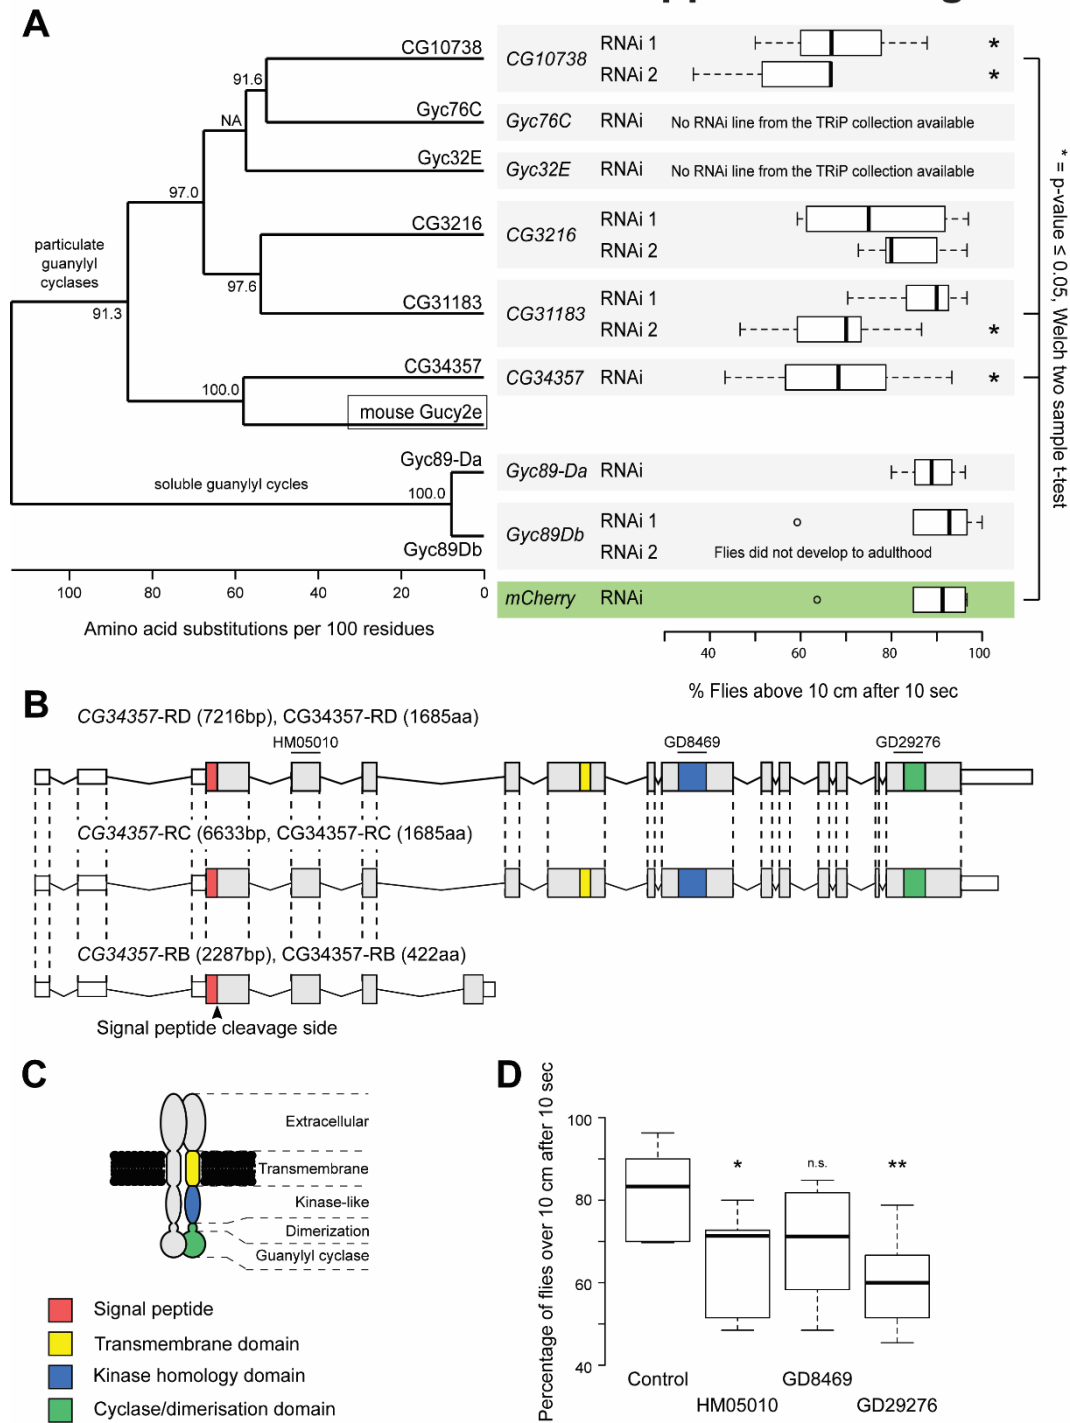 A
CG10738
91.6
Gyc76C
NA
Gyc32E
97.0
CG3216
particulate
guanylyl
cyclases
97.6
CG31183
91.3
CG34357
100.0
mouse Gucy2e
Gyc89-Da
soluble guanylyl cycles
100.0
Gyc89Db
100 80 60 40 20 0
Amino acid substitutions per 100 residues
CG10738 RNAi 1 *
RNAi 2 *
Gyc76C RNAi No RNAi line from the TRiP collection available
Gyc32E RNAi No RNAi line from the TRiP collection available
CG3216 RNAi 1
RNAi 2
CG31183 RNAi 1
RNAi 2 *
CG34357 RNAi *
Gyc89-Da RNAi
Gyc89Db RNAi 1
RNAi 2 Flies did not develop to adulthood
mCherry RNAi
40 60 80 100
% Flies above 10 cm after 10 sec
* = p-value ≤ 0.05, Welch two sample t-test
B
CG34357-RD (7216bp), CG34357-RD (1685aa)
HM05010 GD8469 GD29276
CG34357-RC (6633bp, CG34357-RC (1685aa)
CG34357-RB (2287bp), CG34357-RB (422aa)
Signal peptide cleavage side
C
Extracellular
Transmembrane
Kinase-like
Dimerization
Guanylyl cyclase
Signal peptide
Transmembrane domain
Kinase homology domain
Cyclase/dimerisation domain
D
Percentage of flies over 10 cm after 10 sec
100
80
60
40
* n.s. **
Control
HM05010
GD8469
GD29276